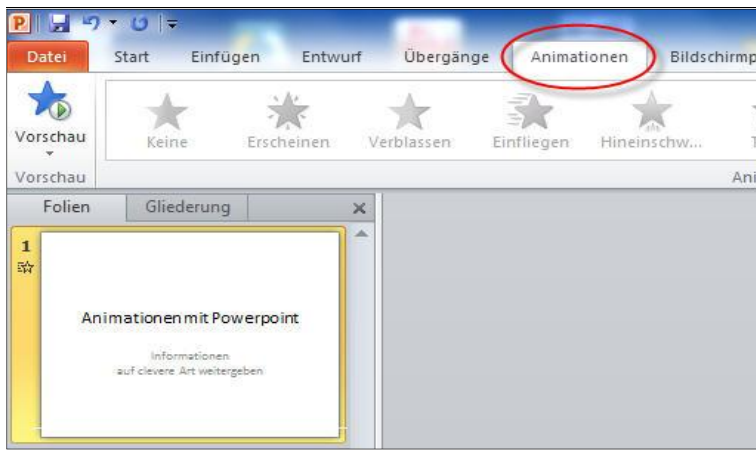 P
Datei Start Einfügen Entwurf Übergänge Animationen Bildschirmp
Vorschau Keine Erscheinen Verblassen Einfliegen Hineinschw... T
Vorschau Ani
Folien Gliederung
1
Animationen mit Powerpoint
Informationen
auf clevere Art weitergeben